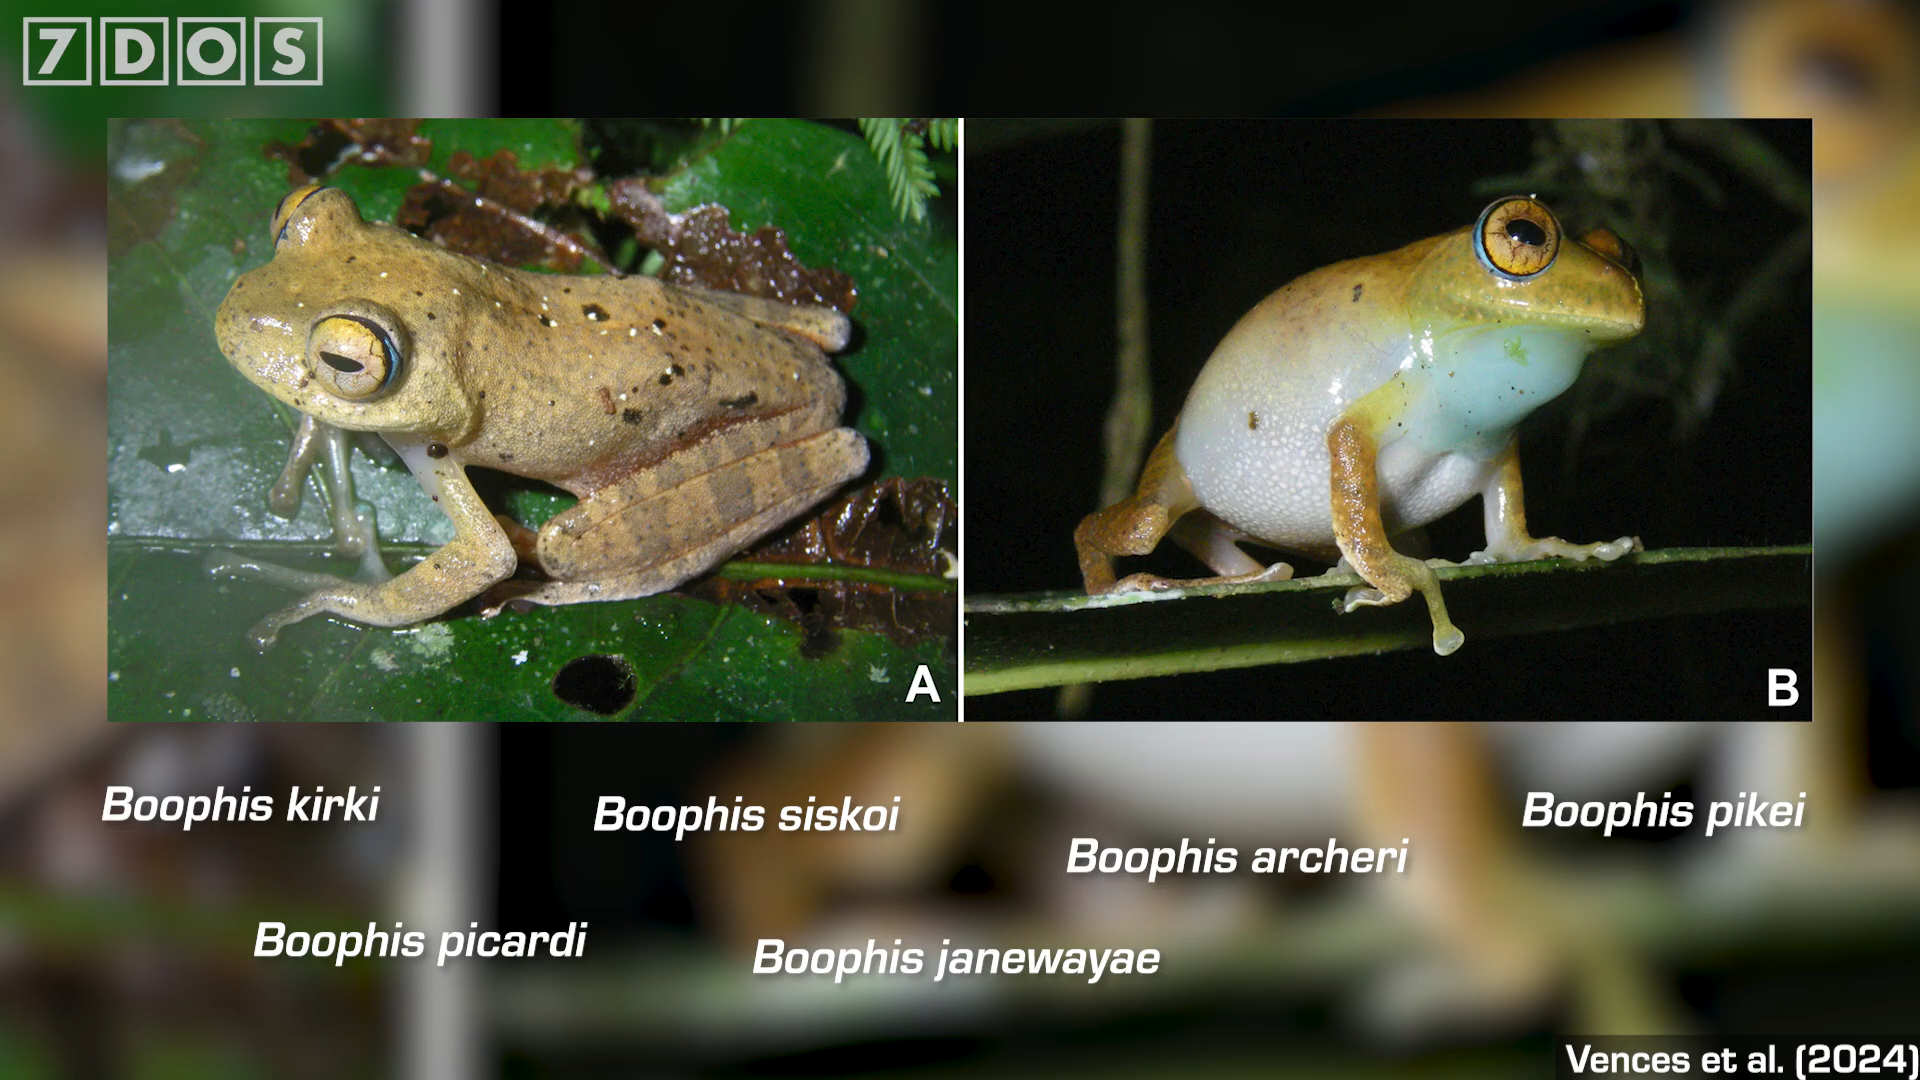 7DOS
A
B
Boophis kirki
Boophis siskoi
Boophis pikei
Boophis archeri
Boophis picardi
Boophis janewayae
Vences et al. (2024)